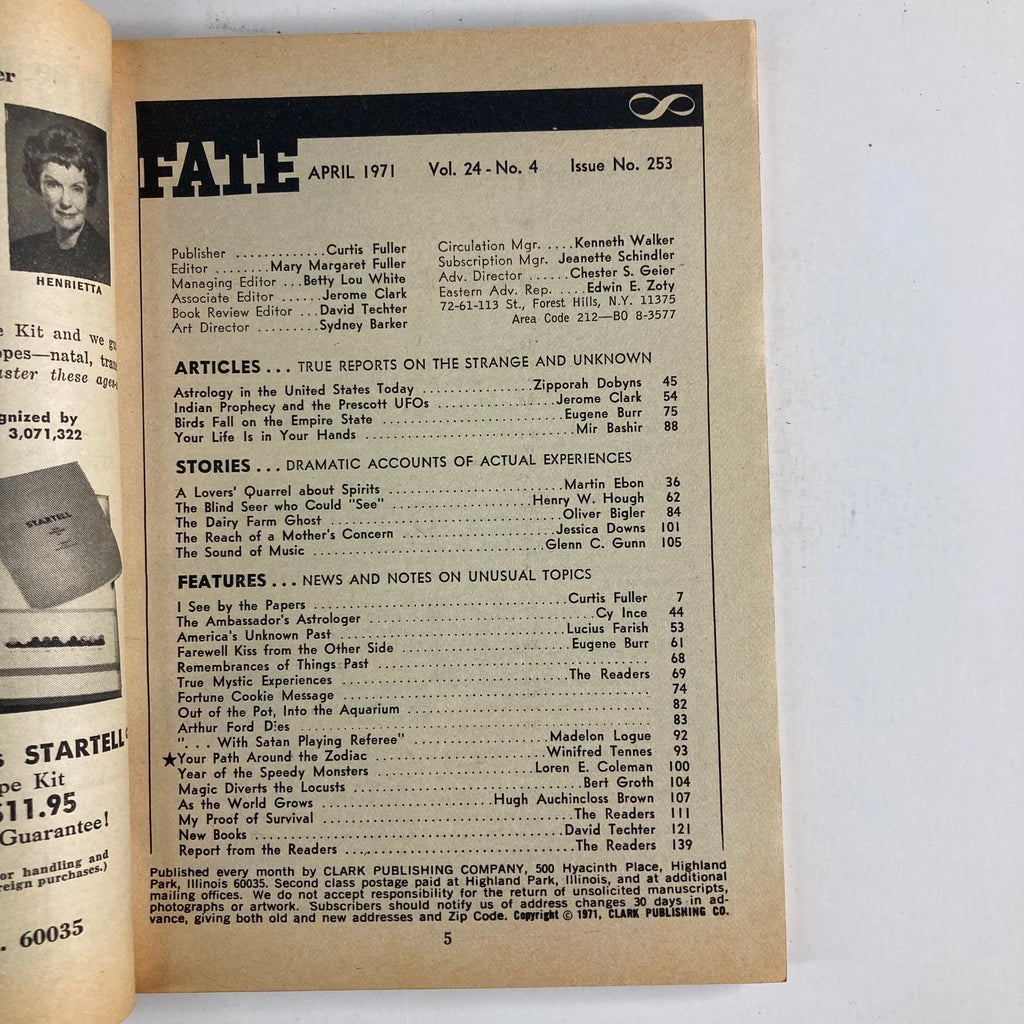 er
HENRIETTA
e Kit and we gu
opes—natal, tran
aster these ages-
gnized by
3,071,322
STARTELL
S STARTELL
pe Kit
$11.95
Guarantee!
or handling and
reign purchases.)
. 60035
FATE APRIL 1971 Vol. 24 - No. 4 Issue No. 253
Publisher .............Curtis Fuller
Editor ........Mary Margaret Fuller
Managing Editor ...Betty Lou White
Associate Editor ......Jerome Clark
Book Review Editor ...David Techter
Art Director .........Sydney Barker
Circulation Mgr. .....Kenneth Walker
Subscription Mgr. Jeanette Schindler
Adv. Director ......Chester S. Geier
Eastern Adv. Rep. .....Edwin E. Zoty
72-61-113 St., Forest Hills, N.Y. 11375
Area Code 212—BO 8-3577
ARTICLES ... TRUE REPORTS ON THE STRANGE AND UNKNOWN
Astrology in the United States Today ................Zipporah Dobyns 45
Indian Prophecy and the Prescott UFOs ................Jerome Clark 54
Birds Fall on the Empire State ..........................Eugene Burr 75
Your Life Is in Your Hands ..............................Mir Bashir 88
STORIES ... DRAMATIC ACCOUNTS OF ACTUAL EXPERIENCES
A Lovers' Quarrel about Spirits .........................Martin Ebon 36
The Blind Seer who Could "See" ....................Henry W. Hough 62
The Dairy Farm Ghost ..................................Oliver Bigler 84
The Reach of a Mother's Concern ......................Jessica Downs 101
The Sound of Music .................................Glenn C. Gunn 105
FEATURES ... NEWS AND NOTES ON UNUSUAL TOPICS
I See by the Papers ...................................Curtis Fuller 7
The Ambassador's Astrologer ...............................Cy Ince 44
America's Unknown Past ................................Lucius Farish 53
Farewell Kiss from the Other Side .......................Eugene Burr 61
Remembrances of Things Past ........................................ 68
True Mystic Experiences ................................The Readers 69
Fortune Cookie Message ............................................ 74
Out of the Pot, Into the Aquarium ................................... 82
Arthur Ford Dies ................................................... 83
". . . With Satan Playing Referee" ....................Madelon Logue 92
★Your Path Around the Zodiac ........................Winifred Tennes 93
Year of the Speedy Monsters .......................Loren E. Coleman 100
Magic Diverts the Locusts ................................Bert Groth 104
As the World Grows .........................Hugh Auchincloss Brown 107
My Proof of Survival ...................................The Readers 111
New Books ............................................David Techter 121
Report from the Readers ................................The Readers 139
Published every month by CLARK PUBLISHING COMPANY, 500 Hyacinth Place, Highland
Park, Illinois 60035. Second class postage paid at Highland Park, Illinois, and at additional
mailing offices. We do not accept responsibility for the return of unsolicited manuscripts,
photographs or artwork. Subscribers should notify us of address changes 30 days in ad-
vance, giving both old and new addresses and Zip Code. Copyright © 1971, CLARK PUBLISHING CO.
5